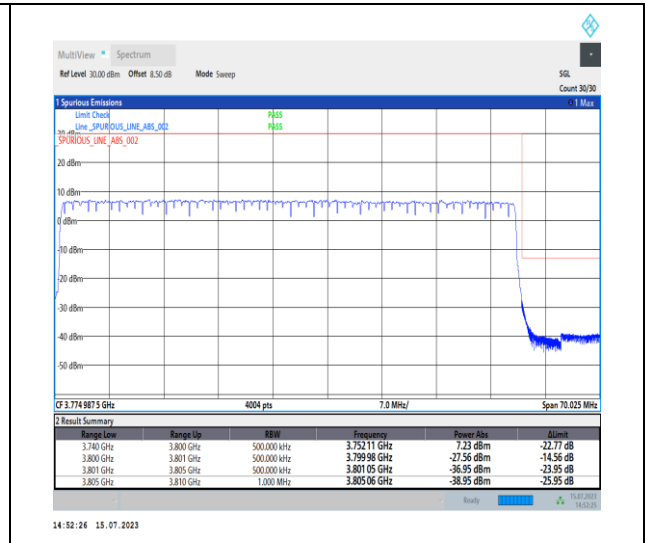 MultiView Spectrum
Ref Level 30.00 dBm Offset 8.50 dB Mode Sweep SGL
Count 30/30
1 Spurious Emissions 1 Max
Limit Check PASS
Line _SPURIOUS_LINE_ABS_002 PASS
30 dBm
SPURIOUS_LINE_ABS_002
20 dBm
10 dBm
0 dBm
-10 dBm
-20 dBm
-30 dBm
-40 dBm
-50 dBm
CF 3.774 987 5 GHz 4004 pts 7.0 MHz/ Span 70.025 MHz
2 Result Summary
Range Low Range Up RBW Frequency Power Abs ΔLimit
3.740 GHz 3.800 GHz 500.000 kHz 3.752 11 GHz 7.23 dBm -22.77 dB
3.800 GHz 3.801 GHz 500.000 kHz 3.799 98 GHz -27.56 dBm -14.56 dB
3.801 GHz 3.805 GHz 500.000 kHz 3.801 05 GHz -36.95 dBm -23.95 dB
3.805 GHz 3.810 GHz 1.000 MHz 3.805 06 GHz -38.95 dBm -25.95 dB
Ready 15.07.2023
14:52:25
14:52:26 15.07.2023